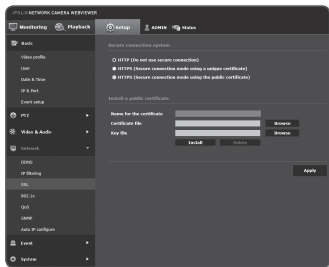 iPOLiS NETWORK CAMERA WEBVIEWER
Monitoring Playback Setup ADMIN Status
Basic
Video profile
User
Date & Time
IP & Port
Event setup
PTZ
Video & Audio
Network
DDNS
IP filtering
SSL
802.1x
QoS
SNMP
Auto IP configure
Event
System
Secure connection system
HTTP (Do not use secure connection)
HTTPS (Secure connection mode using a unique certificate)
HTTPS (Secure connection mode using the public certificate)
Install a public certificate
Name for the certificate
Certificate file Browse
Key file Browse
Install Delete
Apply